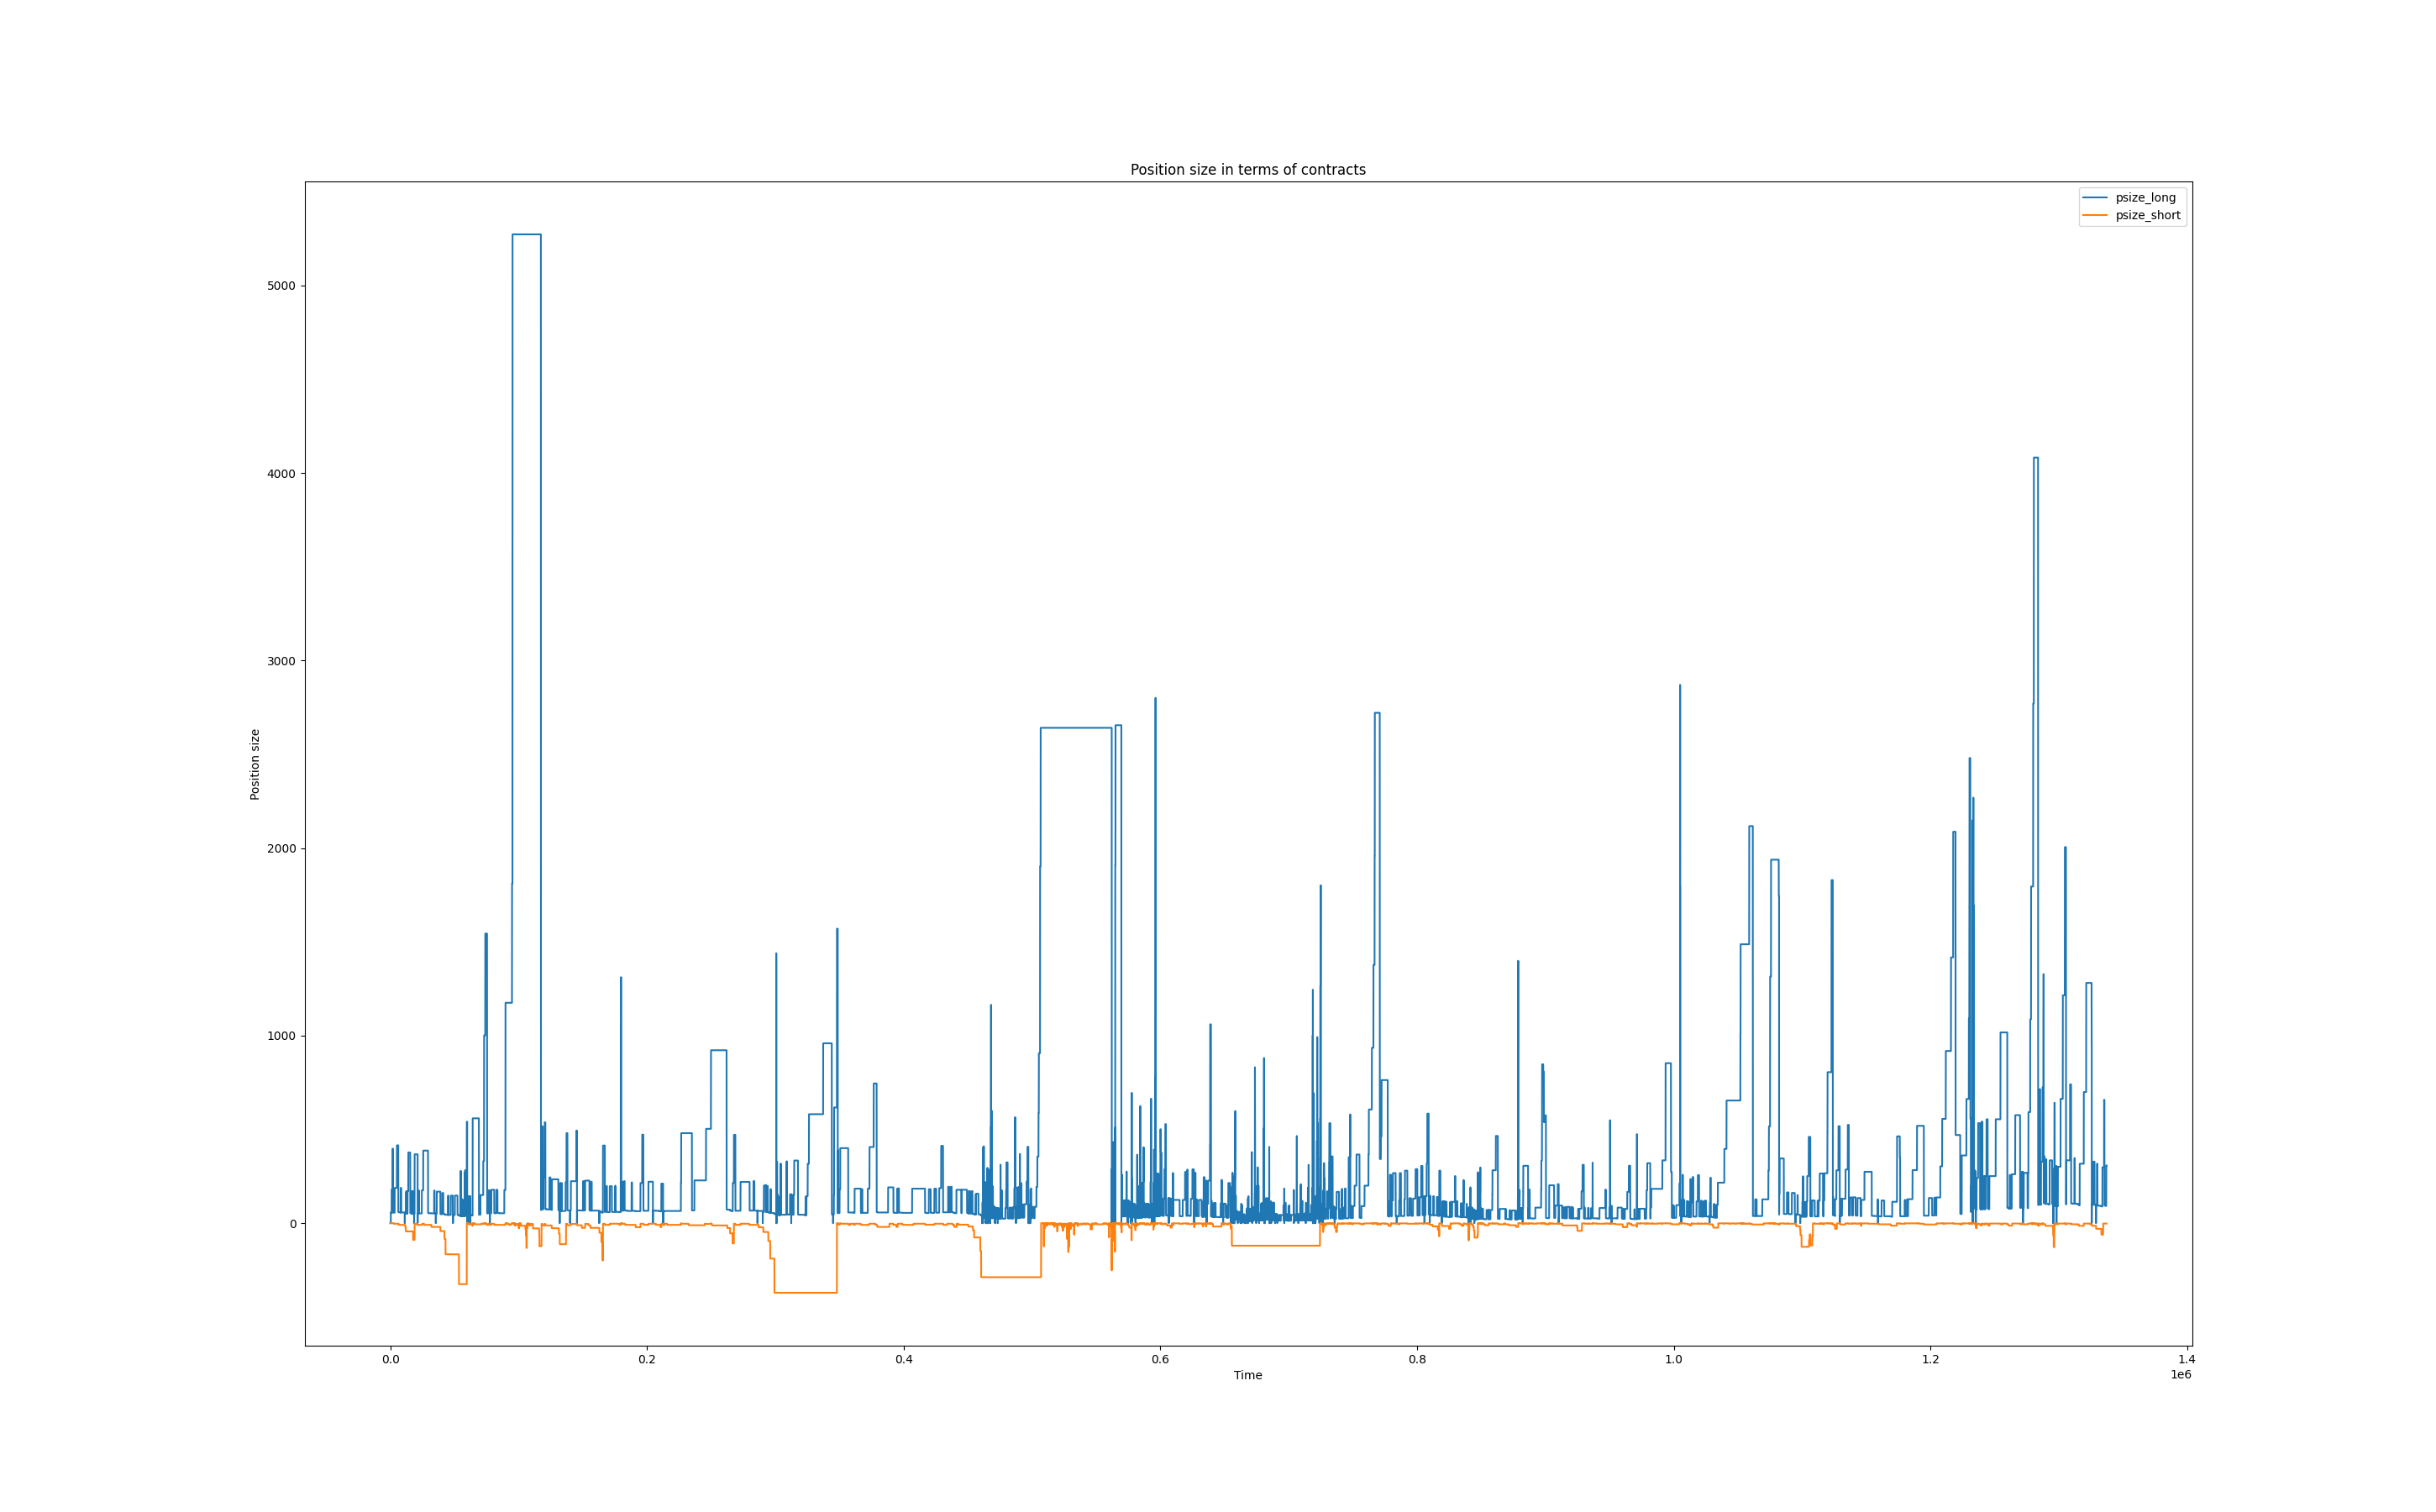 Position size in terms of contracts
psize_long
psize_short
5000
4000
3000
2000
1000
0
Position size
0.0
0.2
0.4
0.6
0.8
1.0
1.2
1.4
Time
1e6